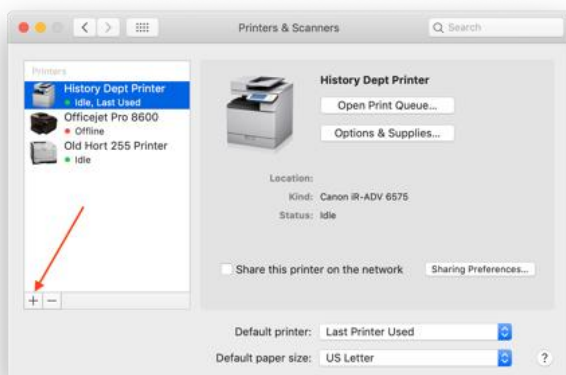 Printers & Scanners
Search
Printers
History Dept Printer
Idle, Last Used
Officejet Pro 8600
Offline
Old Hort 255 Printer
Idle
+ −
History Dept Printer
Open Print Queue...
Options & Supplies...
Location:
Kind: Canon iR-ADV 6575
Status: Idle
Share this printer on the network
Sharing Preferences...
Default printer: Last Printer Used
Default paper size: US Letter
?